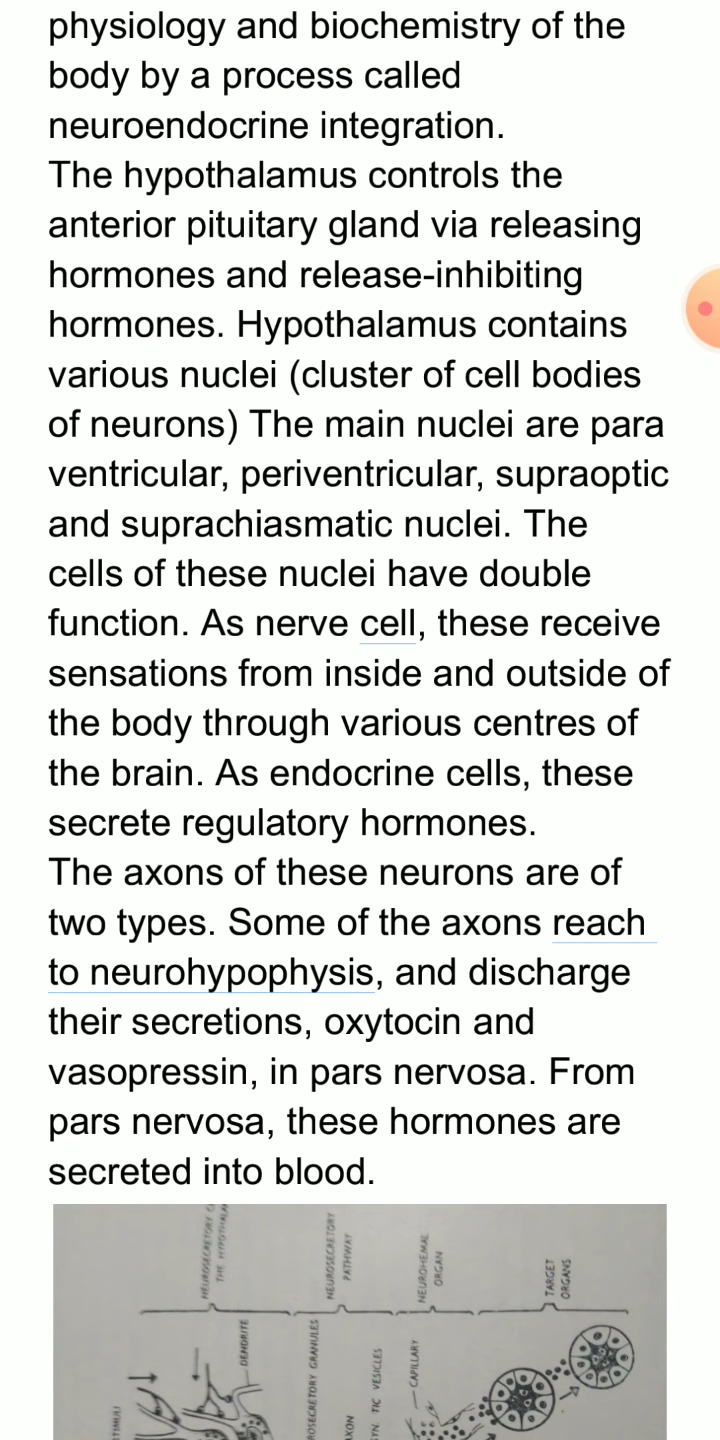 physiology and biochemistry of the
body by a process called
neuroendocrine integration.
The hypothalamus controls the
anterior pituitary gland via releasing
hormones and release-inhibiting
hormones. Hypothalamus contains
various nuclei (cluster of cell bodies
of neurons) The main nuclei are para
ventricular, periventricular, supraoptic
and suprachiasmatic nuclei. The
cells of these nuclei have double
function. As nerve cell, these receive
sensations from inside and outside of
the body through various centres of
the brain. As endocrine cells, these
secrete regulatory hormones.
The axons of these neurons are of
two types. Some of the axons reach
to neurohypophysis, and discharge
their secretions, oxytocin and
vasopressin, in pars nervosa. From
pars nervosa, these hormones are
secreted into blood.
NEUROSECRETORY
THE
NEUROSECRETORY
PATHWAY
NEUROHEMAL
ORGAN
TARGET
ORGANS
DENDRITE
GRANULES
VESICLES
CAPILLARY